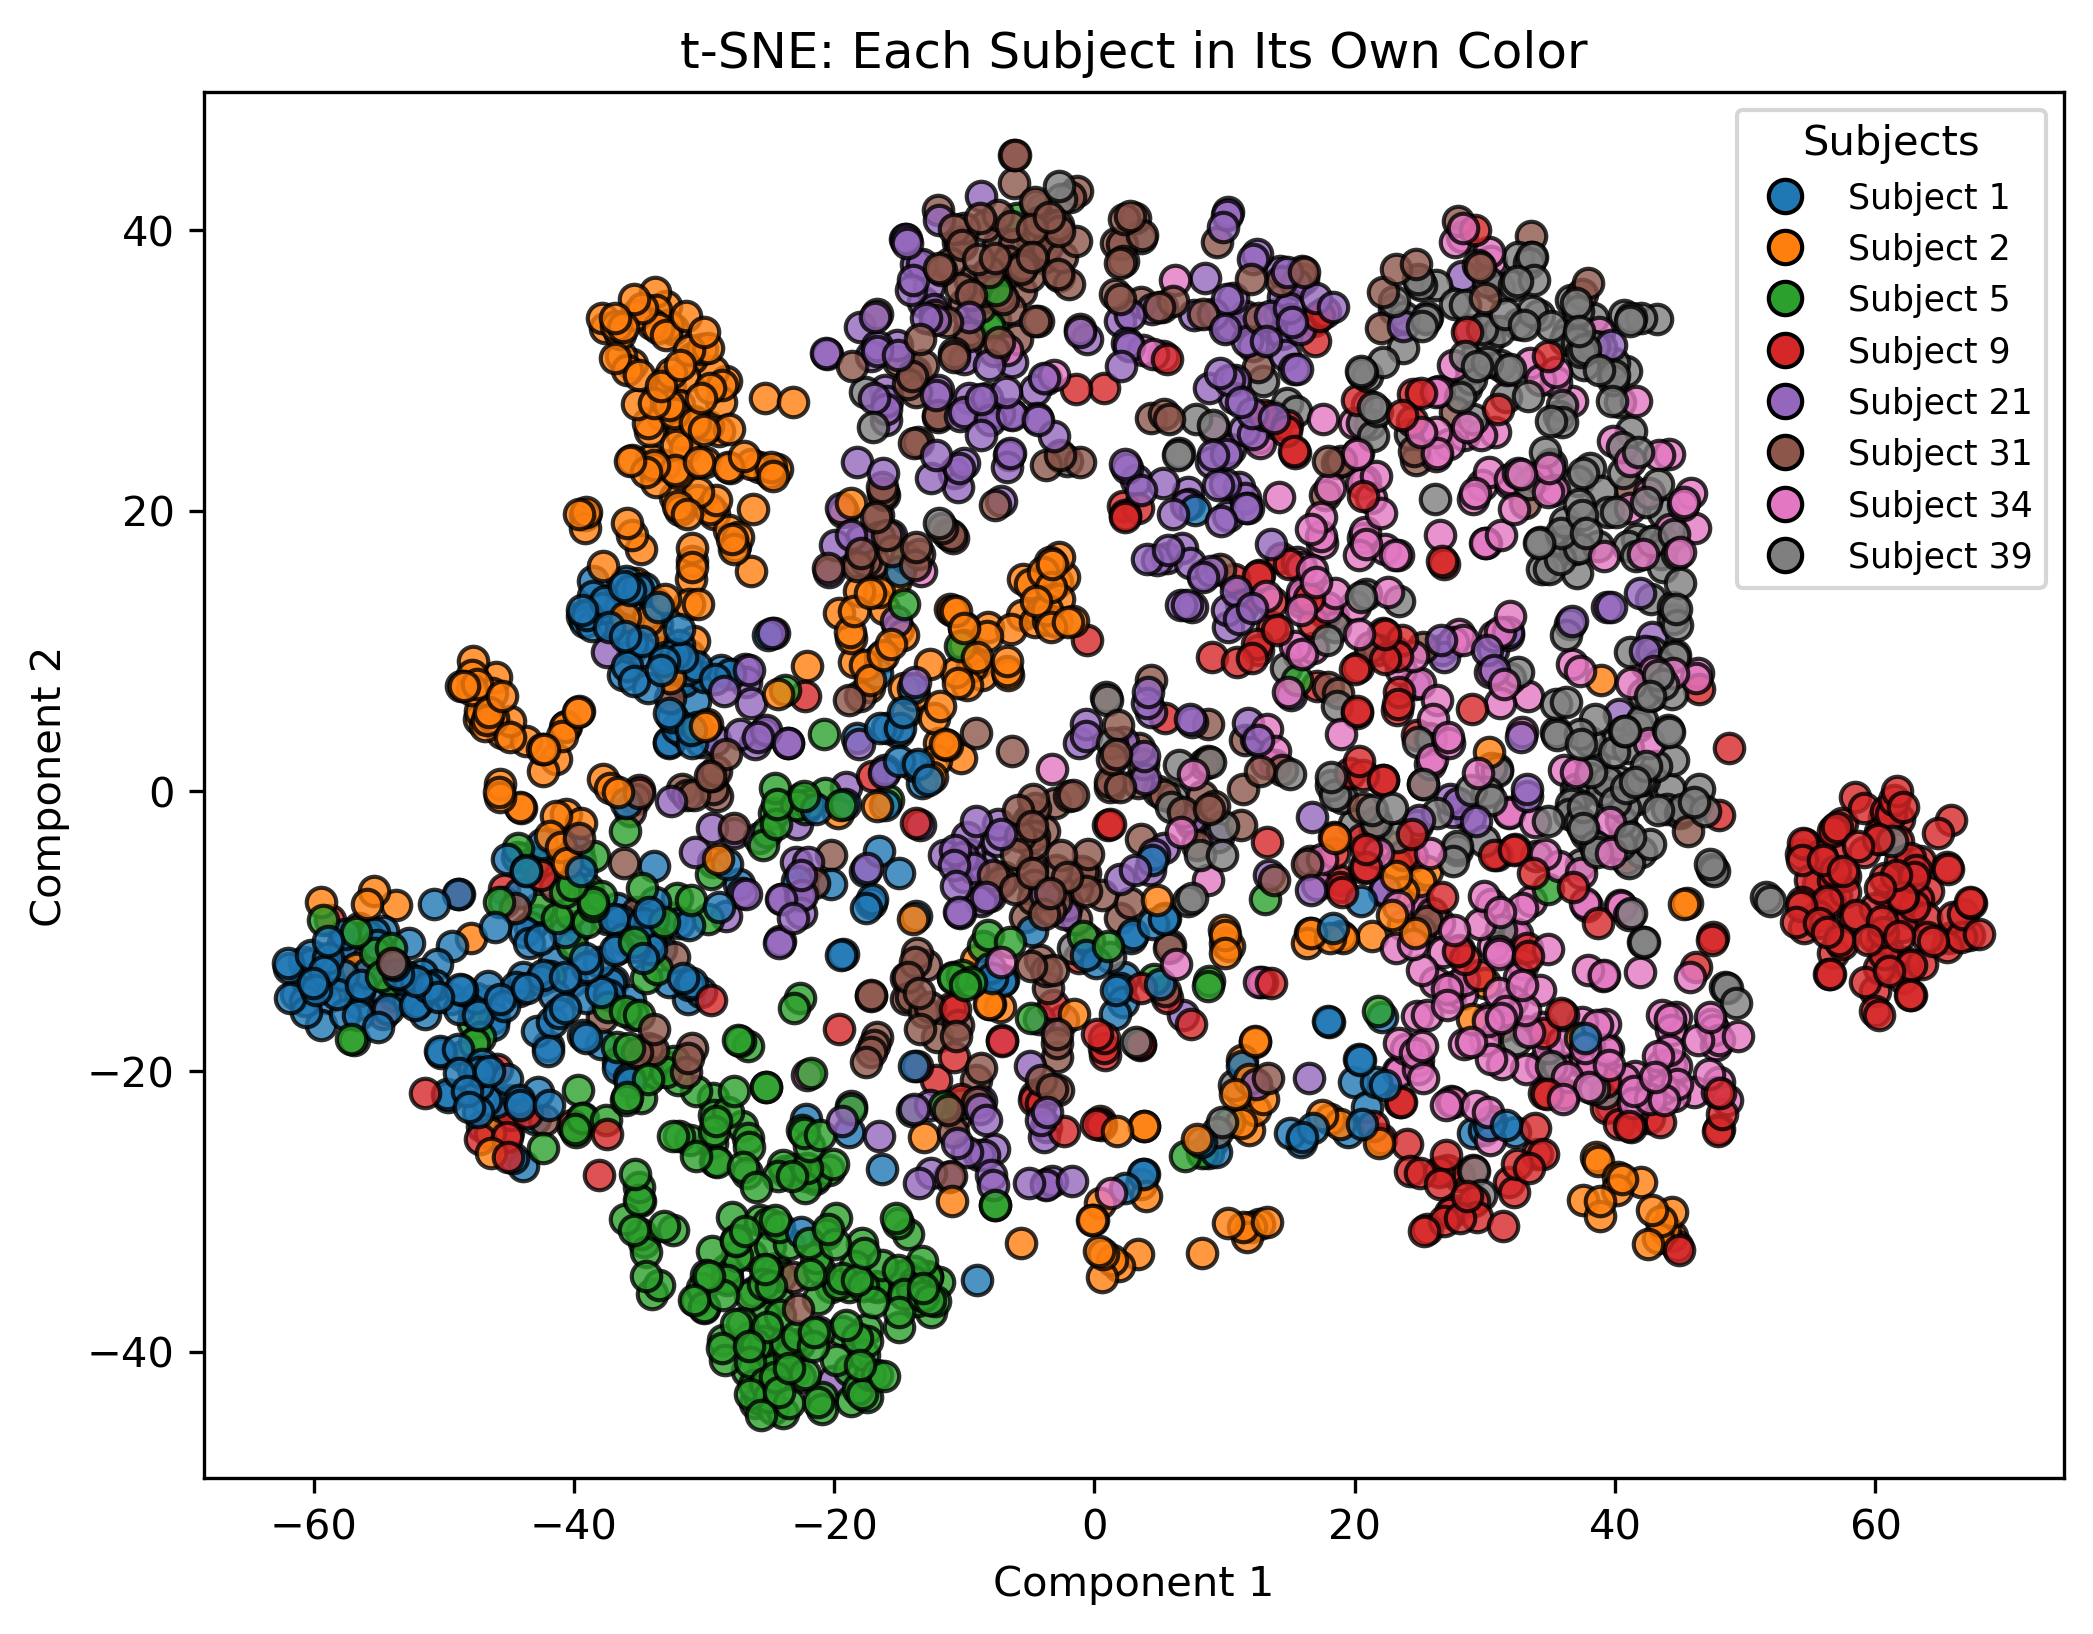 t-SNE: Each Subject in Its Own Color
Subjects
Subject 1
Subject 2
Subject 5
Subject 9
Subject 21
Subject 31
Subject 34
Subject 39
40
20
0
−20
−40
Component 2
−60
−40
−20
0
20
40
60
Component 1